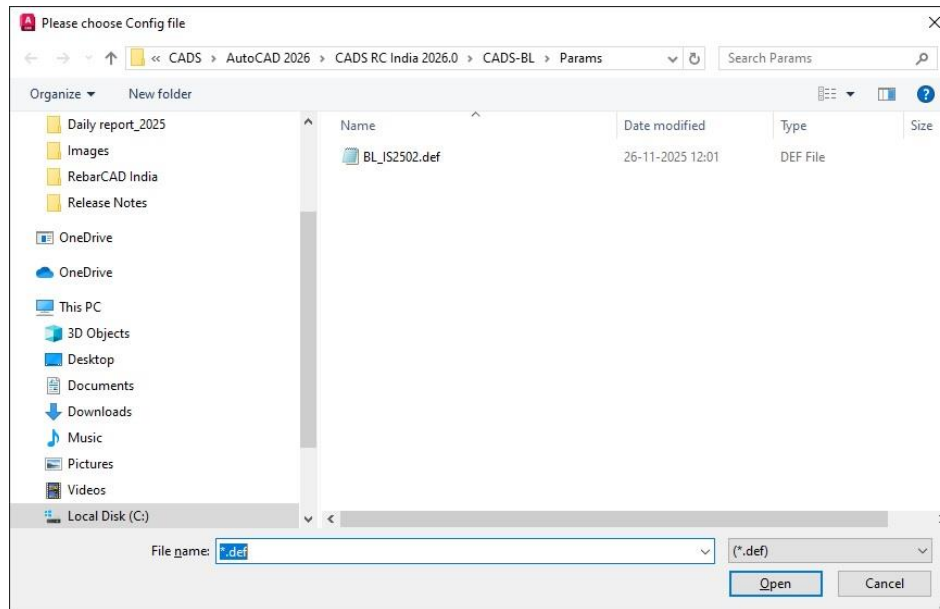 Please choose Config file
« CADS > AutoCAD 2026 > CADS RC India 2026.0 > CADS-BL > Params
Search Params
Organize
New folder
Daily report_2025
Images
RebarCAD India
Release Notes
OneDrive
OneDrive
This PC
3D Objects
Desktop
Documents
Downloads
Music
Pictures
Videos
Local Disk (C:)
Name Date modified Type Size
BL_IS2502.def 26-11-2025 12:01 DEF File
File name: *.def
(*.def)
Open Cancel